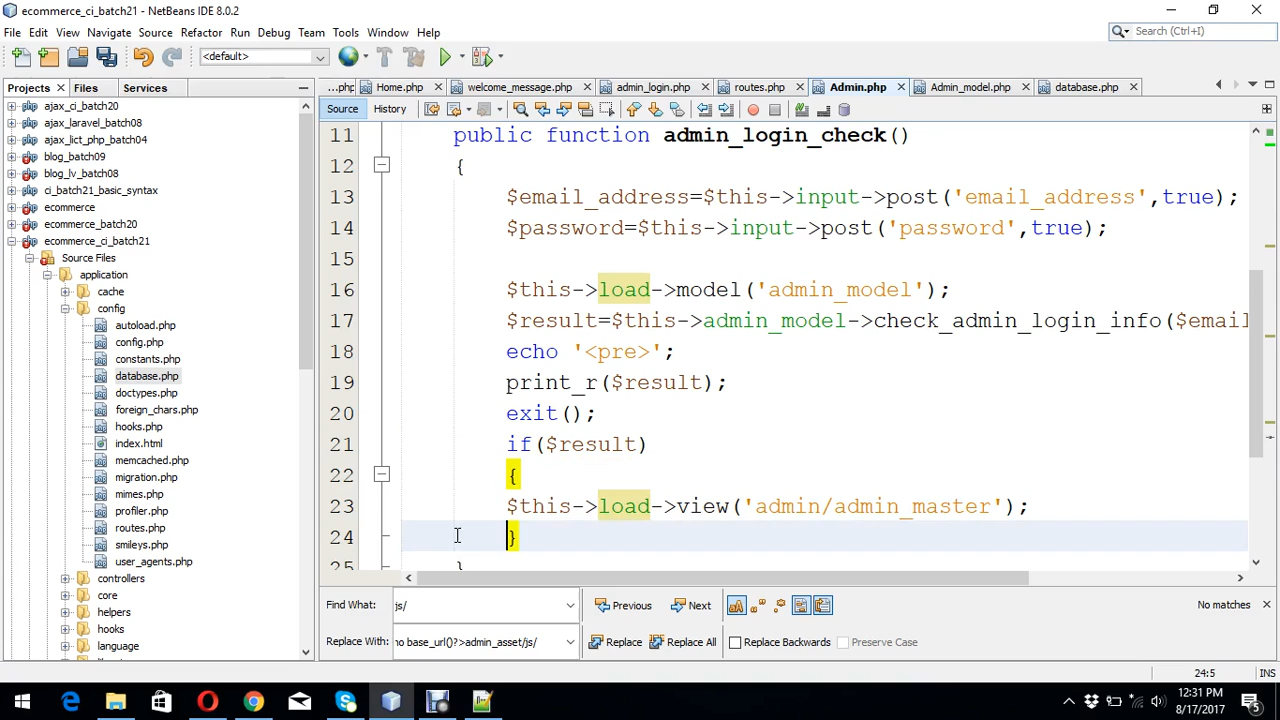 ecommerce_ci_batch21 - NetBeans IDE 8.0.2
File Edit View Navigate Source Refactor Run Debug Team Tools Window Help
Search (Ctrl+I)
<default>
Projects Files Services
...php Home.php welcome_message.php admin_login.php routes.php Admin.php Admin_model.php database.php
Source History
ajax_ci_batch20
ajax_laravel_batch08
ajax_lict_php_batch04
blog_batch09
blog_lv_batch08
ci_batch21_basic_syntax
ecommerce
ecommerce_batch20
ecommerce_ci_batch21
Source Files
application
cache
config
autoload.php
config.php
constants.php
database.php
doctypes.php
foreign_chars.php
hooks.php
index.html
memcached.php
migration.php
mimes.php
profiler.php
routes.php
smileys.php
user_agents.php
controllers
core
helpers
hooks
language
11 public function admin_login_check()
12 {
13 $email_address=$this->input->post('email_address',true);
14 $password=$this->input->post('password',true);
15
16 $this->load->model('admin_model');
17 $result=$this->admin_model->check_admin_login_info($email
18 echo '<pre>';
19 print_r($result);
20 exit();
21 if($result)
22 {
23 $this->load->view('admin/admin_master');
24 }
25 }
Find What: js/ Previous Next No matches
Replace With: no base_url()?>admin_asset/js/ Replace Replace All Replace Backwards Preserve Case
24:5 INS
12:31 PM
8/17/2017
5